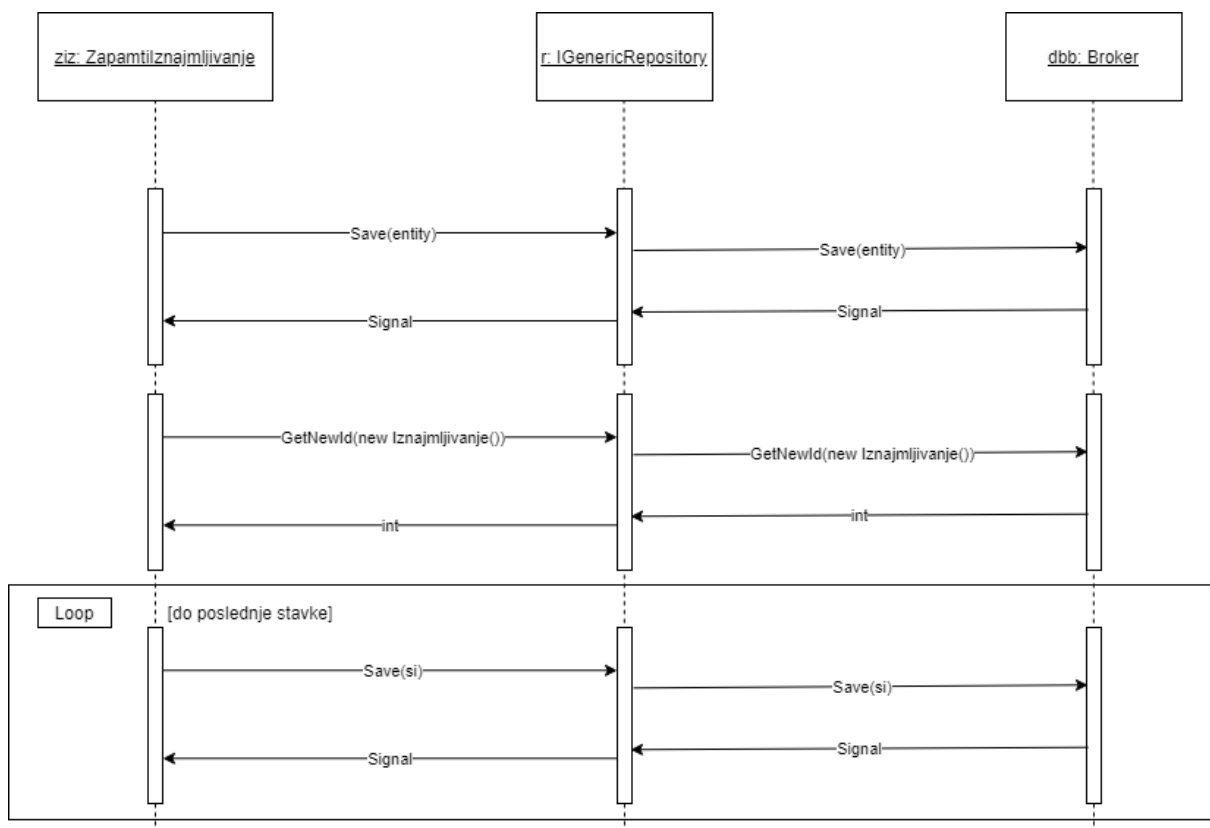 ziz: ZapamtiIznajmljivanje
r: IGenericRepository
dbb: Broker
Save(entity)
Save(entity)
Signal
Signal
GetNewId(new Iznajmljivanje())
GetNewId(new Iznajmljivanje())
int
int
Loop
[do poslednje stavke]
Save(si)
Save(si)
Signal
Signal